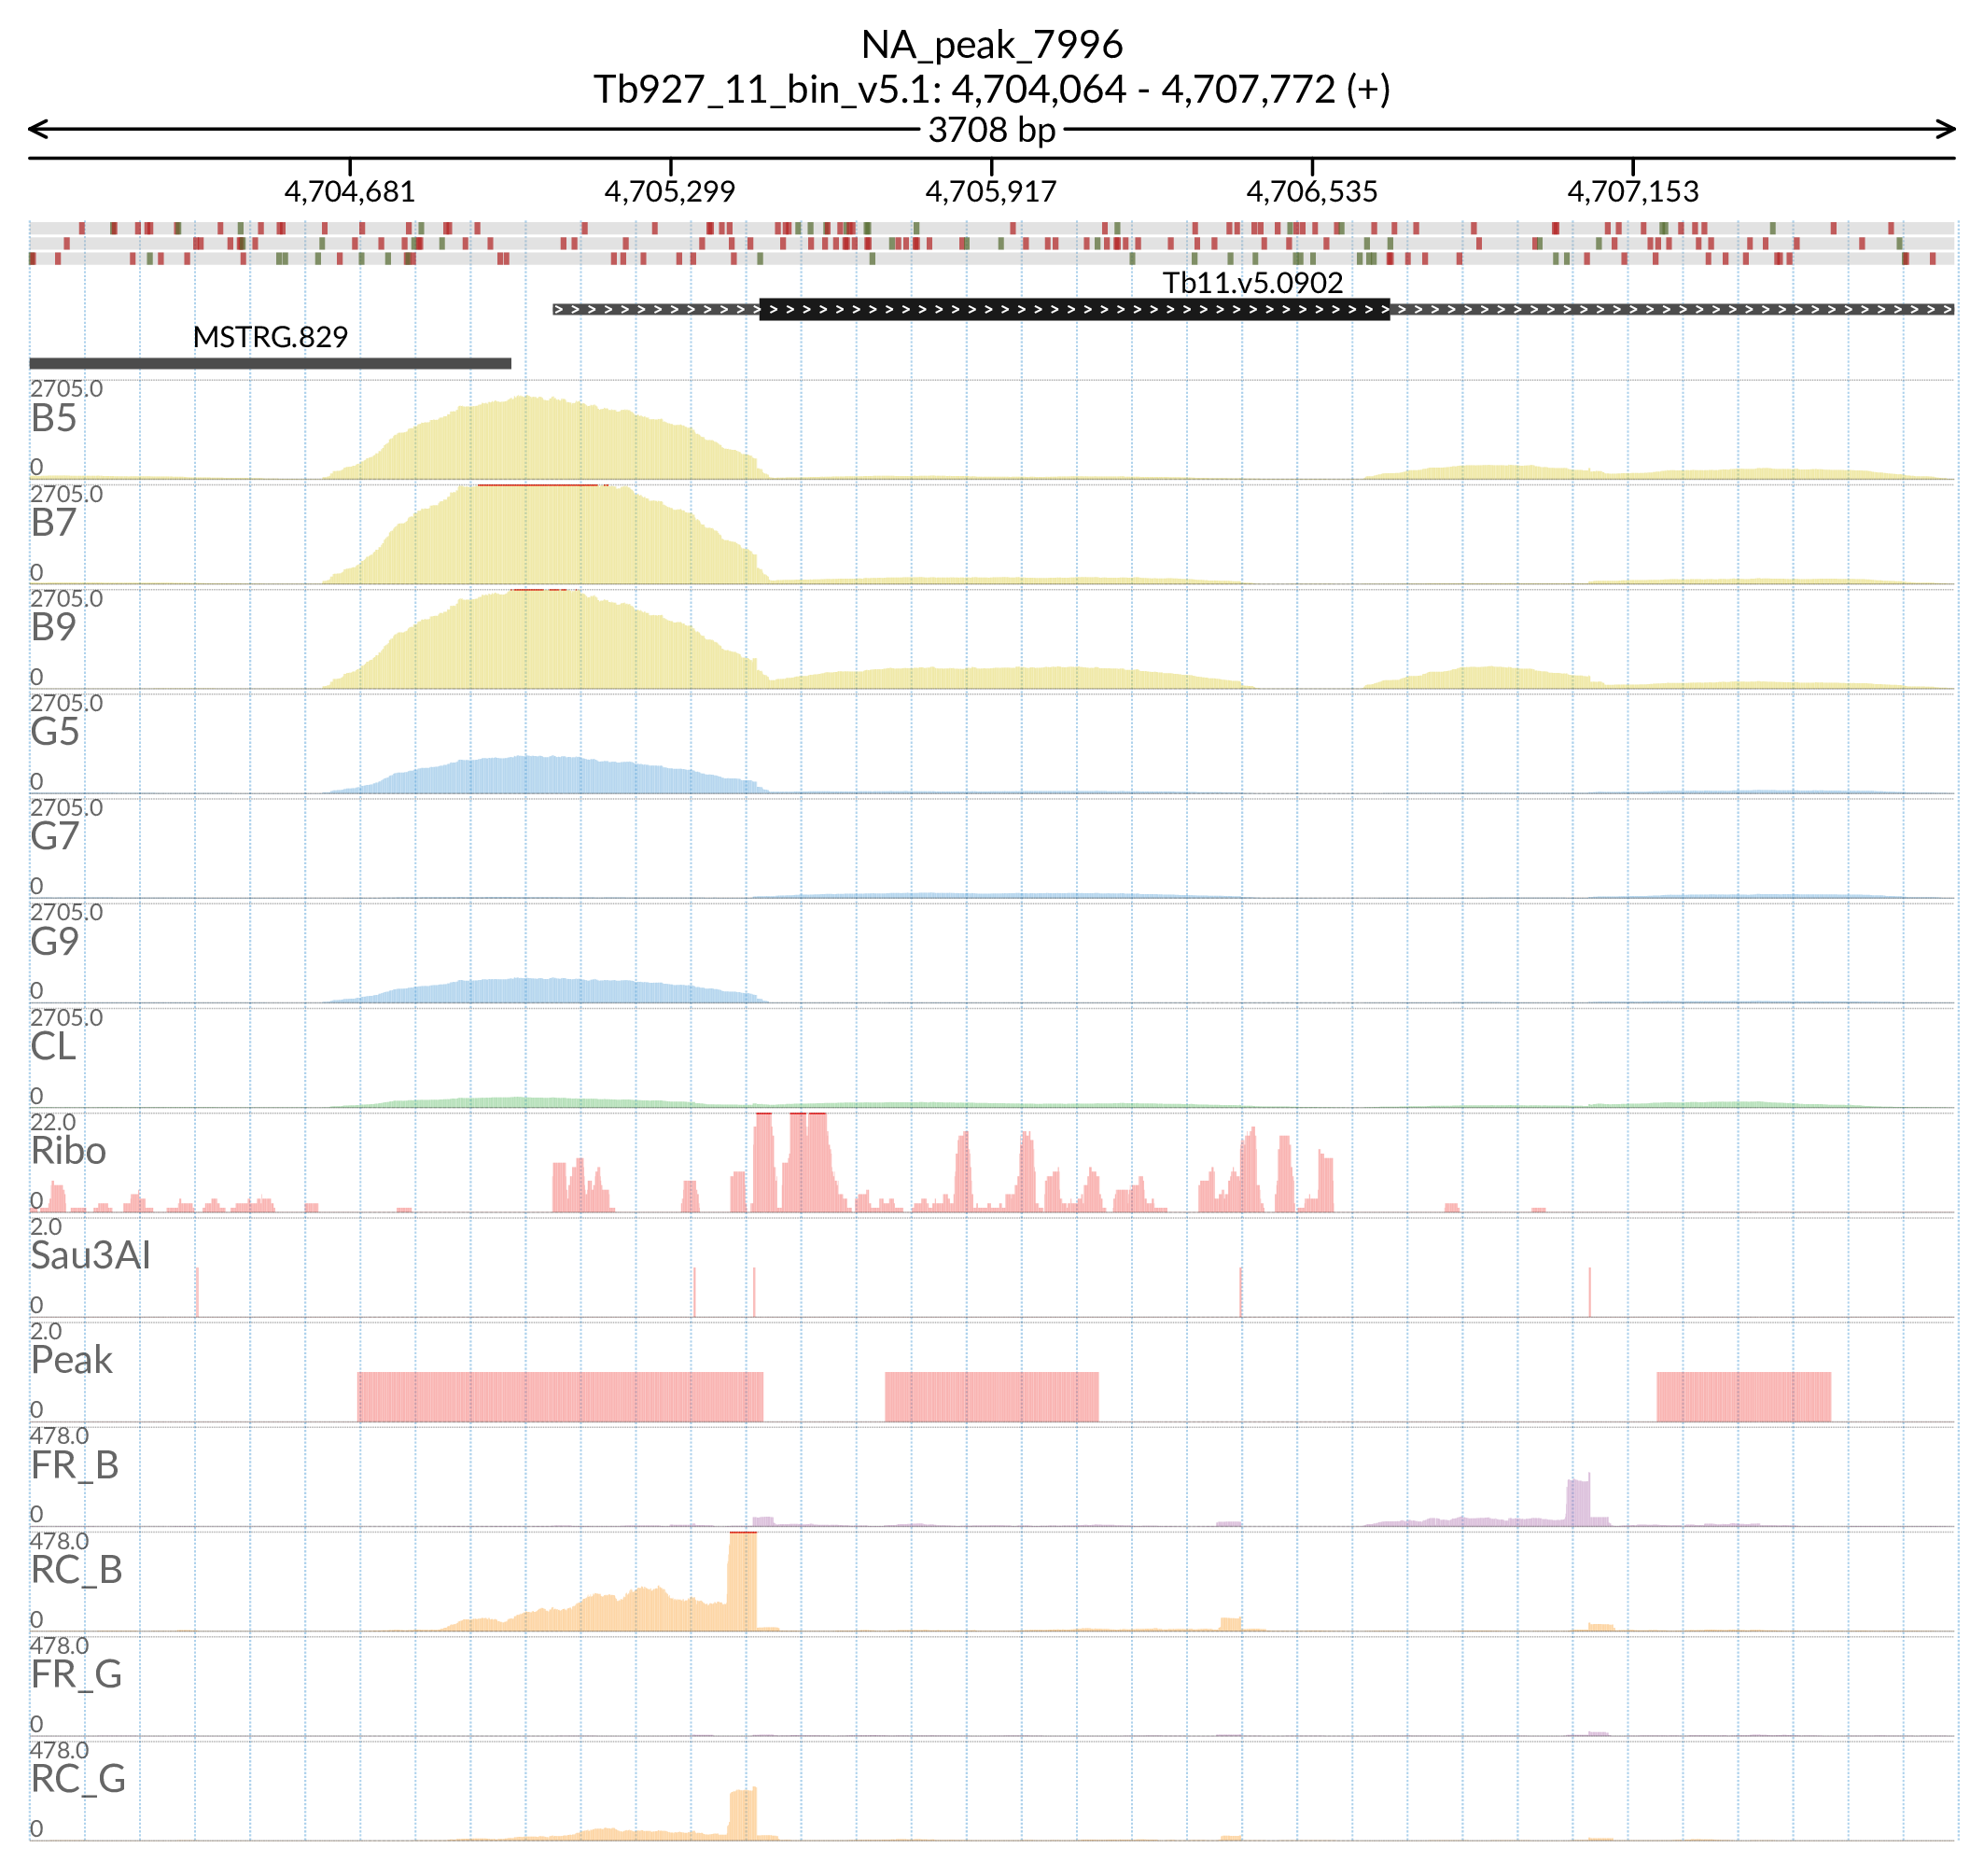 NA_peak_7996
Tb927_11_bin_v5.1: 4,704,064 - 4,707,772 (+)
3708 bp
4,704,681 4,705,299 4,705,917 4,706,535 4,707,153
Tb11.v5.0902
MSTRG.829
2705.0
B5
0
2705.0
B7
0
2705.0
B9
0
2705.0
G5
0
2705.0
G7
0
2705.0
G9
0
2705.0
CL
0
22.0
Ribo
0
2.0
Sau3AI
0
2.0
Peak
0
478.0
FR_B
0
478.0
RC_B
0
478.0
FR_G
0
478.0
RC_G
0